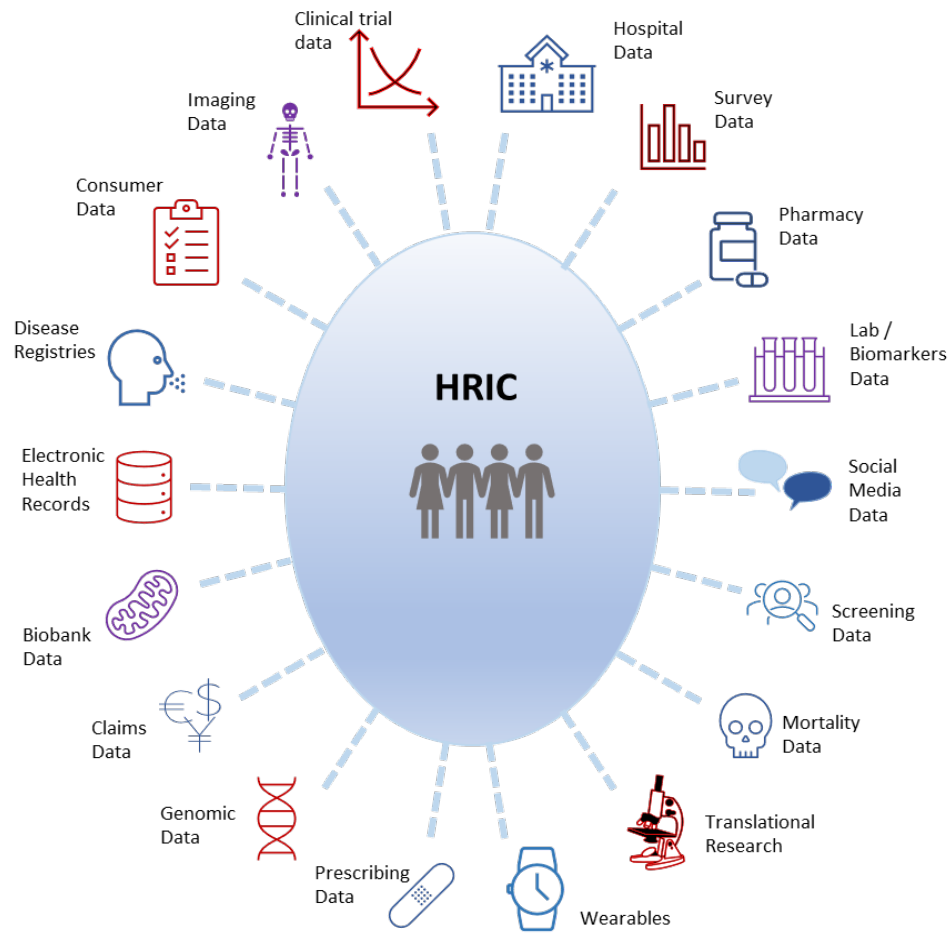 Clinical trial
data
Hospital
Data
Imaging
Data
Survey
Data
Consumer
Data
Pharmacy
Data
Disease
Registries
Lab /
Biomarkers
Data
HRIC
Electronic
Health
Records
Social
Media
Data
Biobank
Data
Screening
Data
Claims
Data
Mortality
Data
Genomic
Data
Translational
Research
Prescribing
Data
Wearables